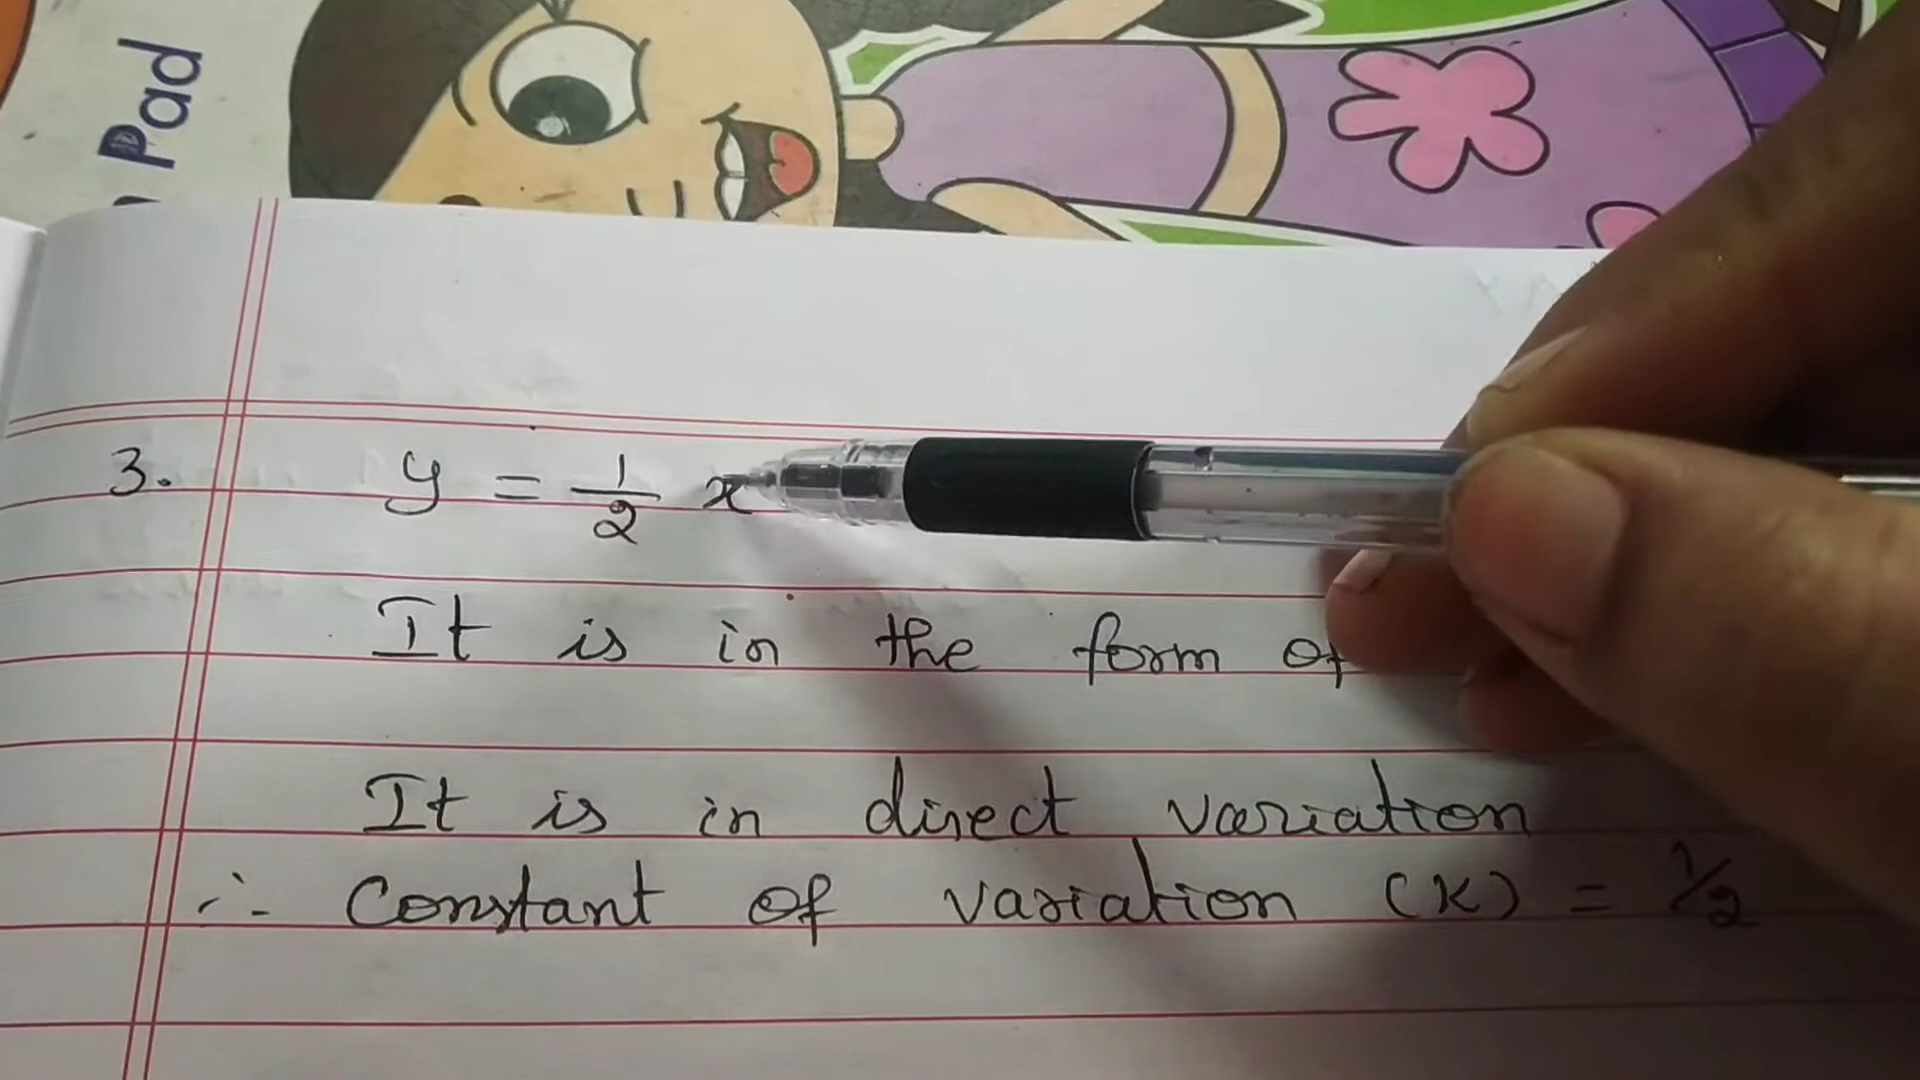 Pad
3. y = 1/2 x
It is in the form of
It is in direct variation
∴ Constant of variation (K) = 1/2